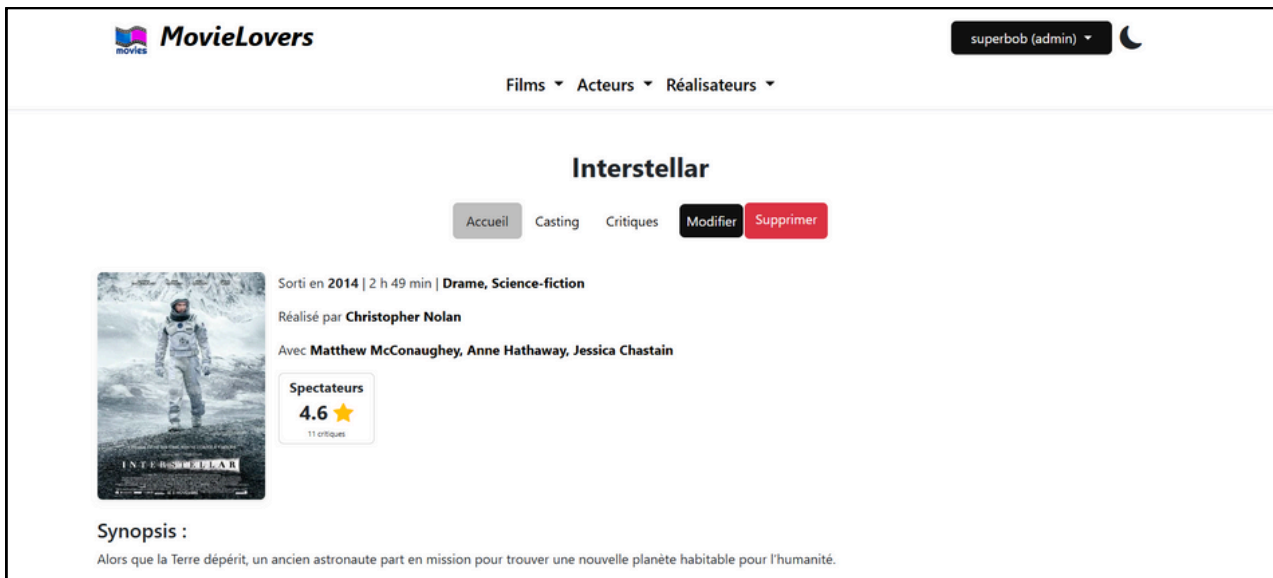 movies
MovieLovers
superbob (admin)
Films Acteurs Réalisateurs
Interstellar
Accueil Casting Critiques Modifier Supprimer
Sorti en 2014 | 2 h 49 min | Drame, Science-fiction
Réalisé par Christopher Nolan
Avec Matthew McConaughey, Anne Hathaway, Jessica Chastain
Spectateurs
4.6
11 critiques
INTERSTELLAR
Synopsis :
Alors que la Terre dépérit, un ancien astronaute part en mission pour trouver une nouvelle planète habitable pour l'humanité.